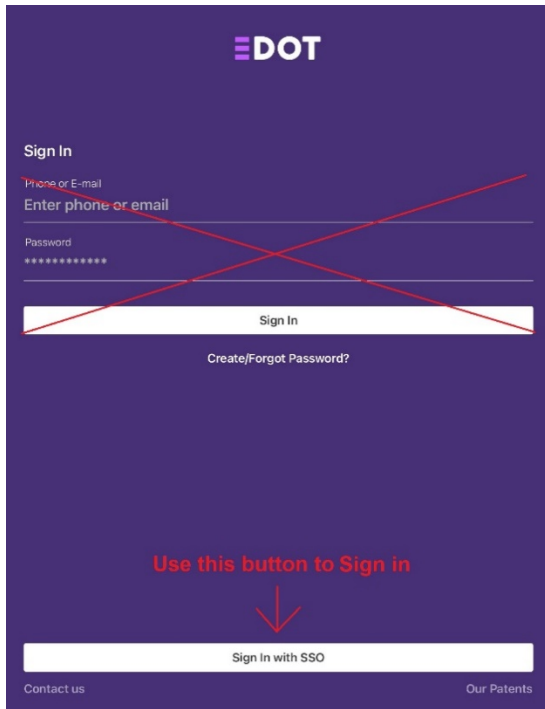 EDOT
Sign In
Phone or E-mail
Enter phone or email
Password
************
Sign In
Create/Forgot Password?
Use this button to Sign in
Sign In with SSO
Contact us
Our Patents